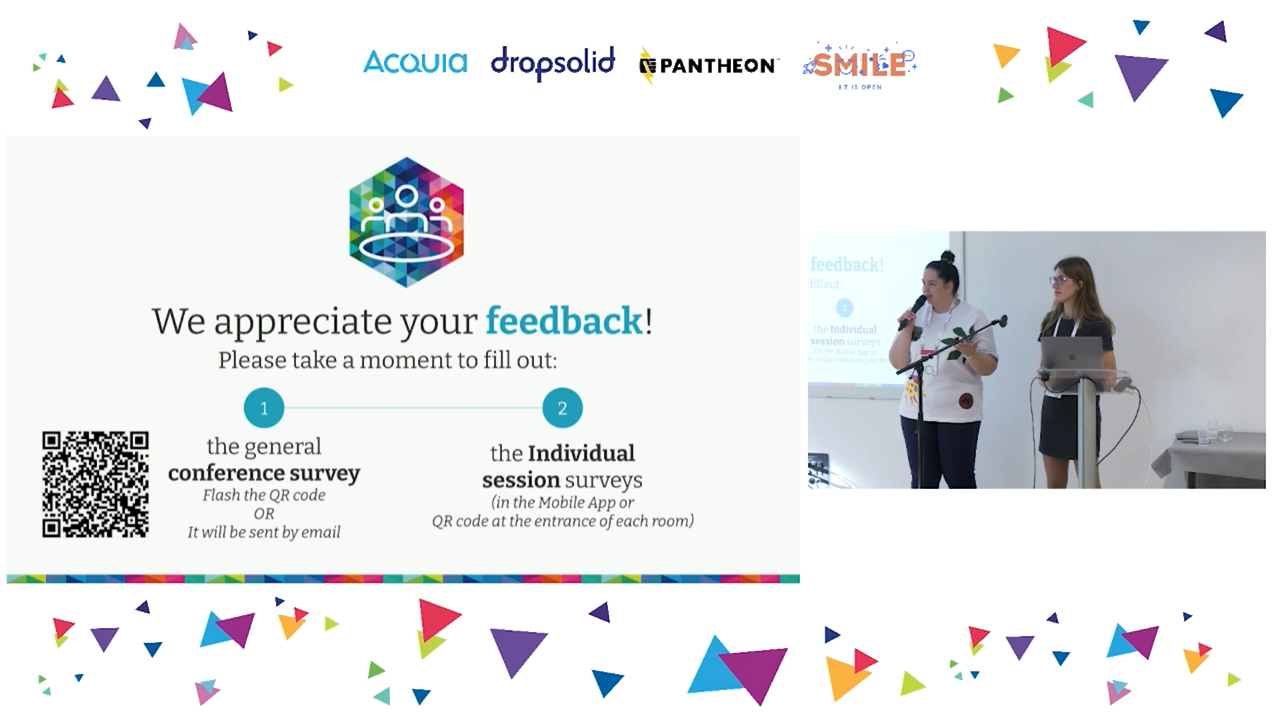 Acquia
dropsolid
PANTHEON
SMILE
I.T IS OPEN
We appreciate your feedback!
Please take a moment to fill out:
1
2
the general
conference survey
Flash the QR code
OR
It will be sent by email
the Individual
session surveys
(in the Mobile App or
QR code at the entrance of each room)
feedback!
fill out:
the Individual
session surveys